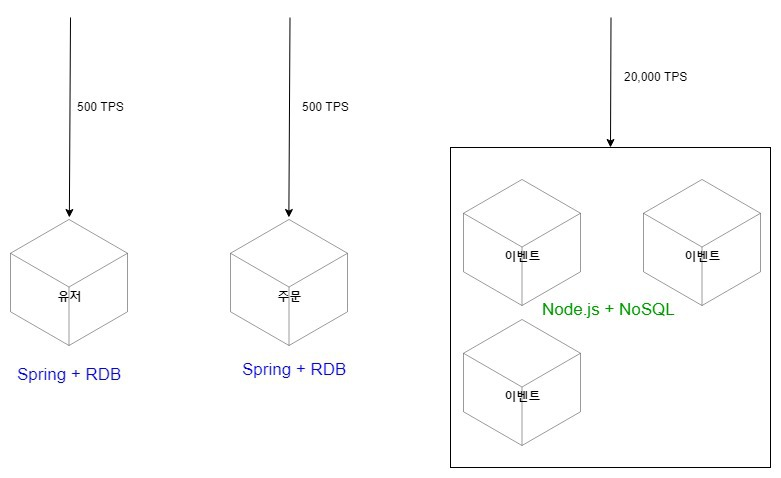 500 TPS
500 TPS
20,000 TPS
유저
주문
이벤트
이벤트
이벤트
Spring + RDB
Spring + RDB
Node.js + NoSQL